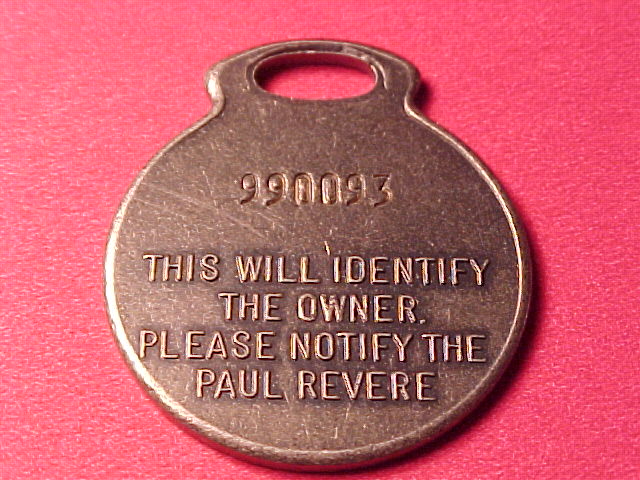 990093
THIS WILL IDENTIFY
THE OWNER.
PLEASE NOTIFY THE
PAUL REVERE